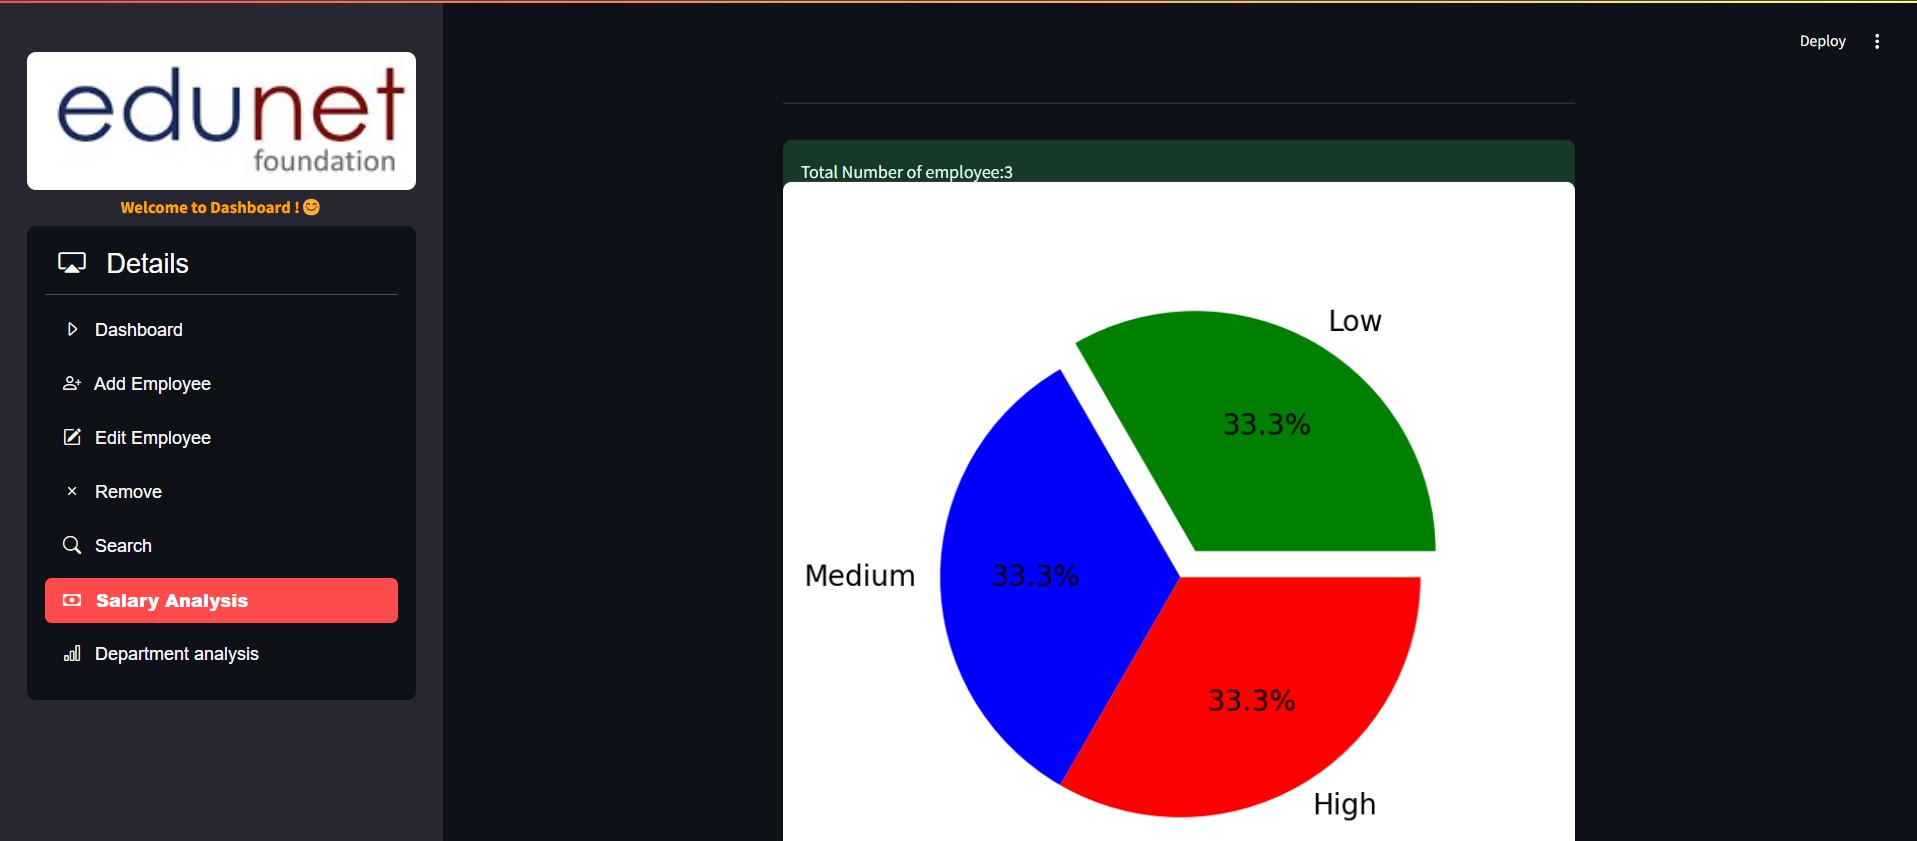 Deploy
edunet
foundation
Welcome to Dashboard ! 😊
Details
Dashboard
Add Employee
Edit Employee
Remove
Search
Salary Analysis
Department analysis
Total Number of employee:3
Low
33.3%
Medium
33.3%
33.3%
High